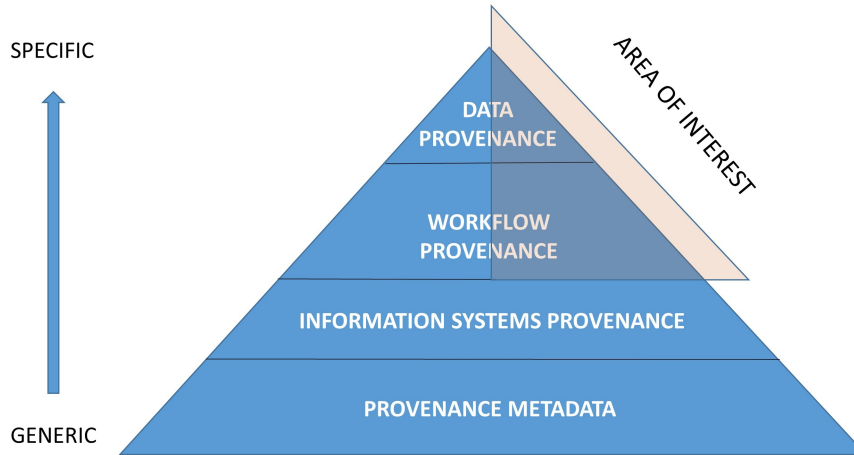 SPECIFIC
AREA OF INTEREST
DATA
PROVENANCE
WORKFLOW
PROVENANCE
INFORMATION SYSTEMS PROVENANCE
PROVENANCE METADATA
GENERIC